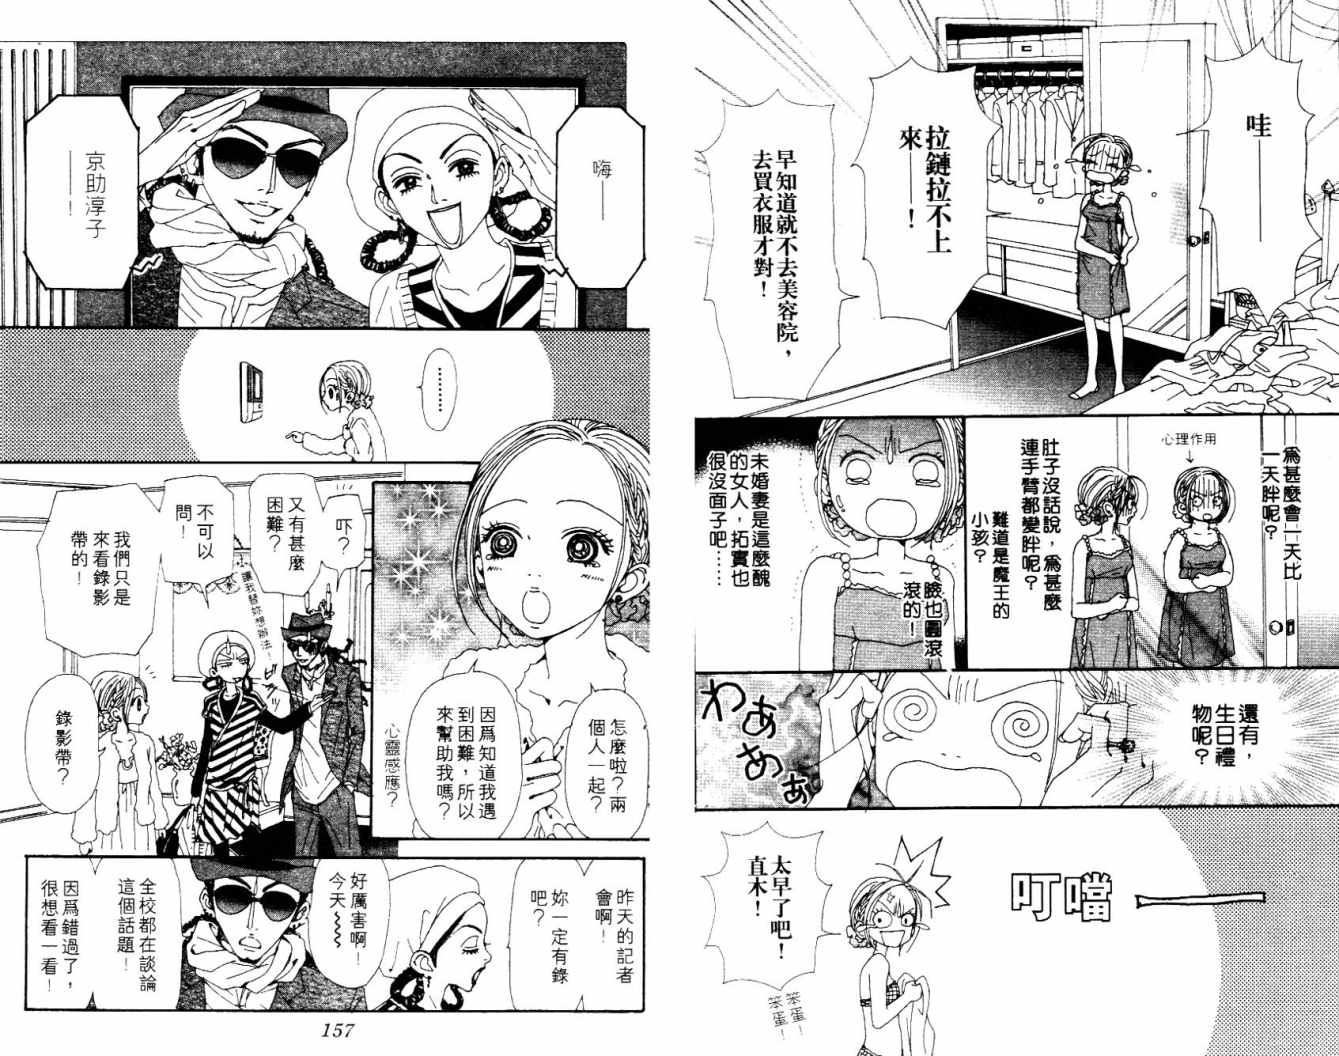 哇——
拉鏈拉不上
來——！
早知道就不去美容院，
去買衣服才對！
為甚麼會一天比
一天胖呢？
心理作用
肚子沒話說，為甚麼
連手臂都變胖呢？
難道是魔王的
小孩？
臉也圓滾
滾的！
未婚妻是這麼醜
的女人，拓實也
很沒面子吧……
還有，
生日禮
物呢？
わあああぁ
叮噹——
太早了吧！
直木！
笨蛋！
笨蛋！
嗨——
京助淳子
——！
………
怎麼啦？兩
個人一起？
因為知道我遇
到困難，所以
來幫助我嗎？
心靈感應？
吓？
又有甚麼
困難？
讓我替妳想辦法！
不可以
問！
我們只是
來看錄影
帶的！
錄影帶？
昨天的記者
會啊！
妳一定有錄
吧？
好厲害啊！
今天~~~
全校都在談論
這個話題！
因為錯過了，
很想看一看！
157